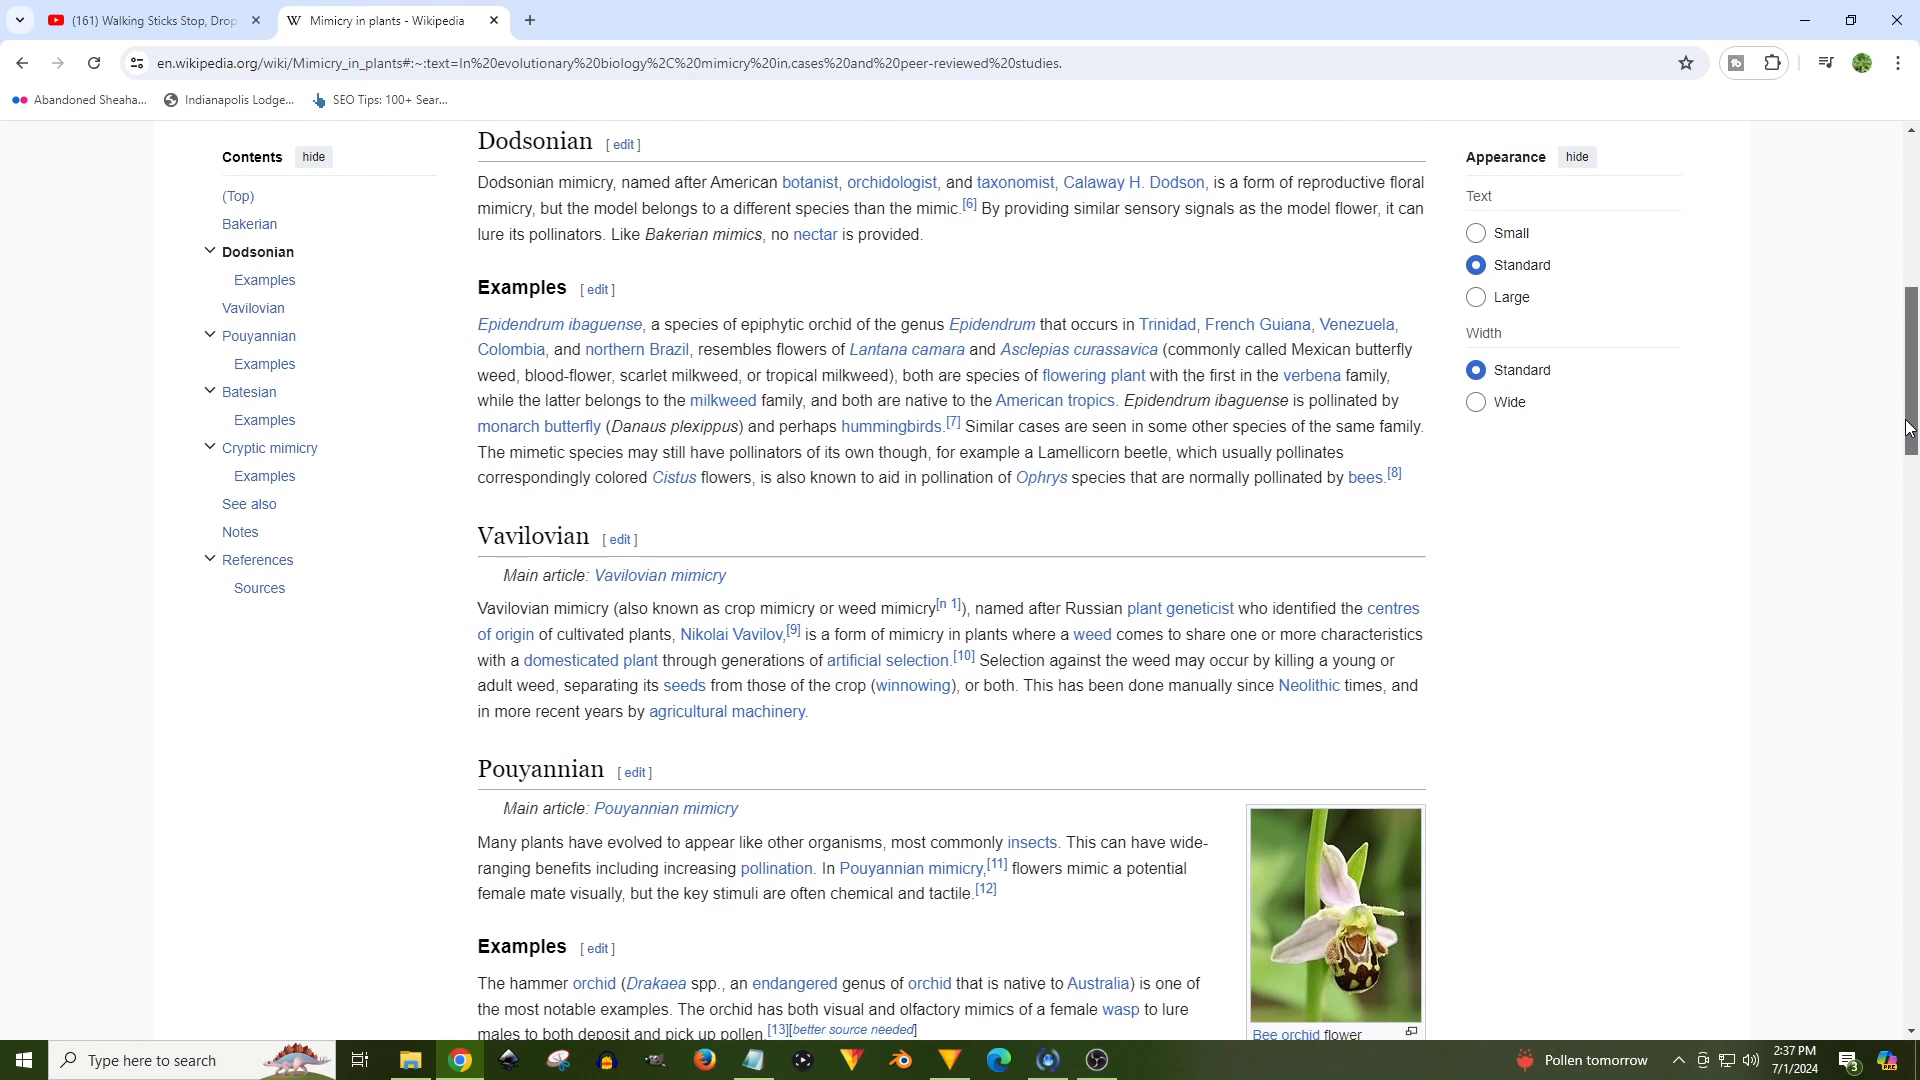 (161) Walking Sticks Stop, Drop
Mimicry in plants - Wikipedia
en.wikipedia.org/wiki/Mimicry_in_plants#:~:text=In%20evolutionary%20biology%2C%20mimicry%20in,cases%20and%20peer-reviewed%20studies.
Abandoned Sheaha...
Indianapolis Lodge...
SEO Tips: 100+ Sear...
Contents hide
(Top)
Bakerian
Dodsonian
Examples
Vavilovian
Pouyannian
Examples
Batesian
Examples
Cryptic mimicry
Examples
See also
Notes
References
Sources
Dodsonian [ edit ]
Dodsonian mimicry, named after American botanist, orchidologist, and taxonomist, Calaway H. Dodson, is a form of reproductive floral
mimicry, but the model belongs to a different species than the mimic.[6] By providing similar sensory signals as the model flower, it can
lure its pollinators. Like Bakerian mimics, no nectar is provided.
Examples [ edit ]
Epidendrum ibaguense, a species of epiphytic orchid of the genus Epidendrum that occurs in Trinidad, French Guiana, Venezuela,
Colombia, and northern Brazil, resembles flowers of Lantana camara and Asclepias curassavica (commonly called Mexican butterfly
weed, blood-flower, scarlet milkweed, or tropical milkweed), both are species of flowering plant with the first in the verbena family,
while the latter belongs to the milkweed family, and both are native to the American tropics. Epidendrum ibaguense is pollinated by
monarch butterfly (Danaus plexippus) and perhaps hummingbirds.[7] Similar cases are seen in some other species of the same family.
The mimetic species may still have pollinators of its own though, for example a Lamellicorn beetle, which usually pollinates
correspondingly colored Cistus flowers, is also known to aid in pollination of Ophrys species that are normally pollinated by bees.[8]
Vavilovian [ edit ]
Main article: Vavilovian mimicry
Vavilovian mimicry (also known as crop mimicry or weed mimicry[n 1]), named after Russian plant geneticist who identified the centres
of origin of cultivated plants, Nikolai Vavilov,[9] is a form of mimicry in plants where a weed comes to share one or more characteristics
with a domesticated plant through generations of artificial selection.[10] Selection against the weed may occur by killing a young or
adult weed, separating its seeds from those of the crop (winnowing), or both. This has been done manually since Neolithic times, and
in more recent years by agricultural machinery.
Pouyannian [ edit ]
Main article: Pouyannian mimicry
Many plants have evolved to appear like other organisms, most commonly insects. This can have wide-
ranging benefits including increasing pollination. In Pouyannian mimicry,[11] flowers mimic a potential
female mate visually, but the key stimuli are often chemical and tactile.[12]
Examples [ edit ]
The hammer orchid (Drakaea spp., an endangered genus of orchid that is native to Australia) is one of
the most notable examples. The orchid has both visual and olfactory mimics of a female wasp to lure
males to both deposit and pick up pollen.[13][better source needed]
Bee orchid flower
Appearance hide
Text
Small
Standard
Large
Width
Standard
Wide
Type here to search
Pollen tomorrow
2:37 PM
7/1/2024
3